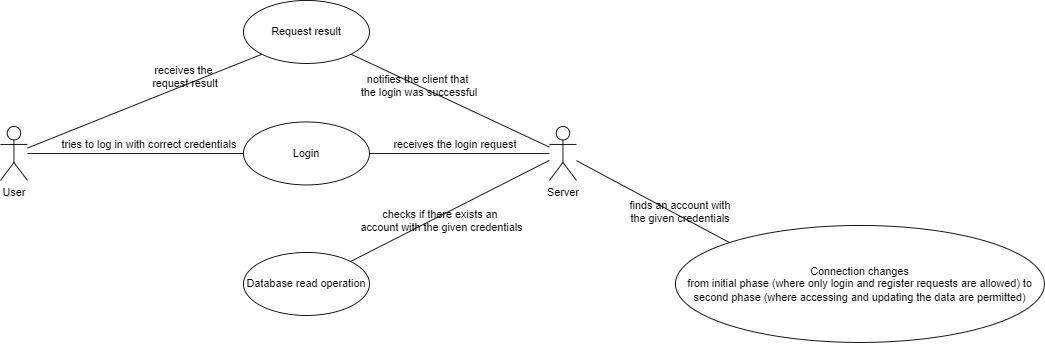 Request result
receives the
request result
notifies the client that
the login was successful
tries to log in with correct credentials
Login
receives the login request
User
Server
checks if there exists an
account with the given credentials
finds an account with
the given credentials
Database read operation
Connection changes
from initial phase (where only login and register requests are allowed) to
second phase (where accessing and updating the data are permitted)